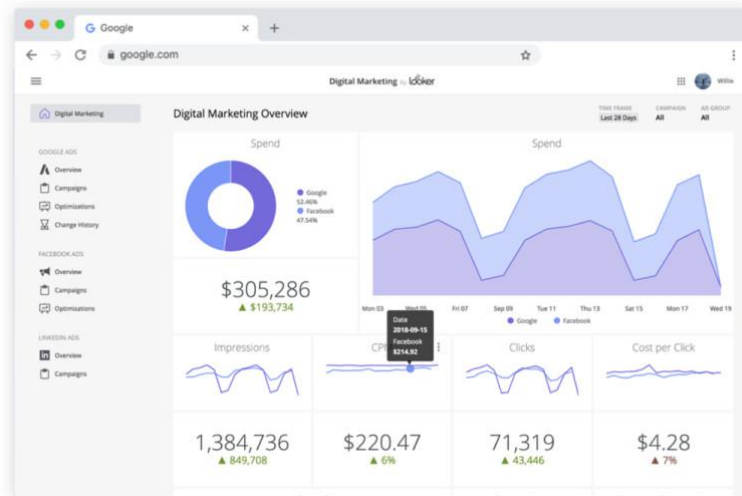 Google
google.com
Digital Marketing by looker
Willie
Digital Marketing
Digital Marketing Overview
TIME FRAME
Last 28 Days
CAMPAIGN
All
AD GROUP
All
GOOGLE ADS
Overview
Campaigns
Optimizations
Change History
FACEBOOK ADS
Overview
Campaigns
Optimizations
LINKEDIN ADS
Overview
Campaigns
Spend
Google
52.46%
Facebook
47.54%
Spend
Mon 03 Wed 05 Fri 07 Sep 09 Tue 11 Thu 13 Sat 15 Mon 17 Wed 19
Google Facebook
$305,286
▲ $193,734
Date
2018-09-15
Facebook
$214.92
Impressions
1,384,736
▲ 849,708
$220.47
▲ 6%
Clicks
71,319
▲ 43,446
Cost per Click
$4.28
▲ 7%